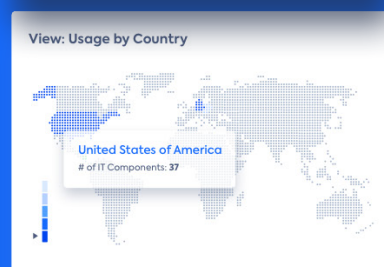 View: Usage by Country
United States of America
# of IT Components: 37